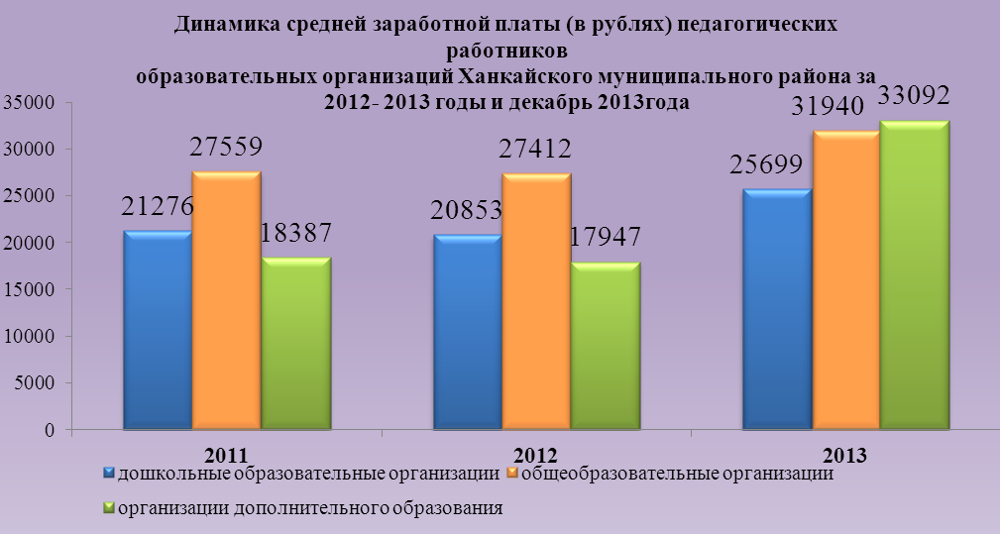 Динамика средней заработной платы (в рублях) педагогических
работников
образовательных организаций Ханкайского муниципального района за
2012- 2013 годы и декабрь 2013года
35000
30000
25000
20000
15000
10000
5000
0
21276
27559
18387
20853
27412
17947
25699
31940
33092
2011
2012
2013
дошкольные образовательные организации
общеобразовательные организации
организации дополнительного образования